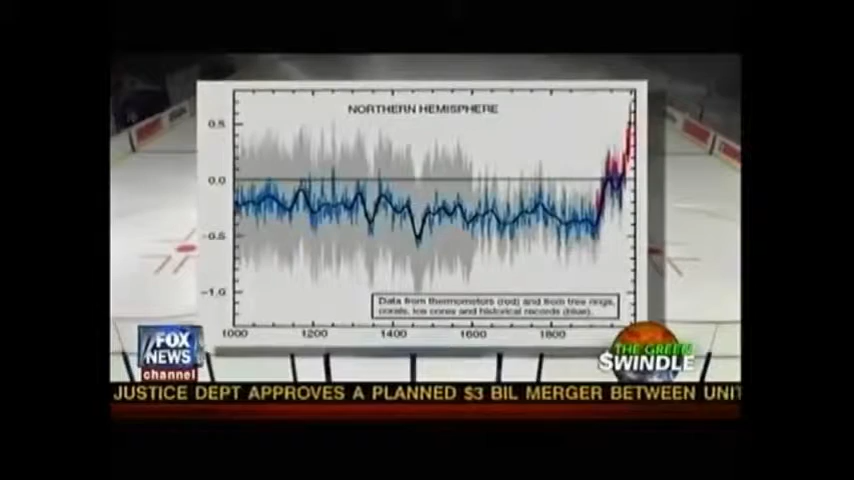 NORTHERN HEMISPHERE
0.5
0.0
-0.5
-1.0
Data from thermometers (red) and from tree rings,
corals, ice cores and historical records (blue).
1000 1200 1400 1600 1800
FOX
NEWS
channel
THE GREEN
$WINDLE
JUSTICE DEPT APPROVES A PLANNED $3 BIL MERGER BETWEEN UNIT